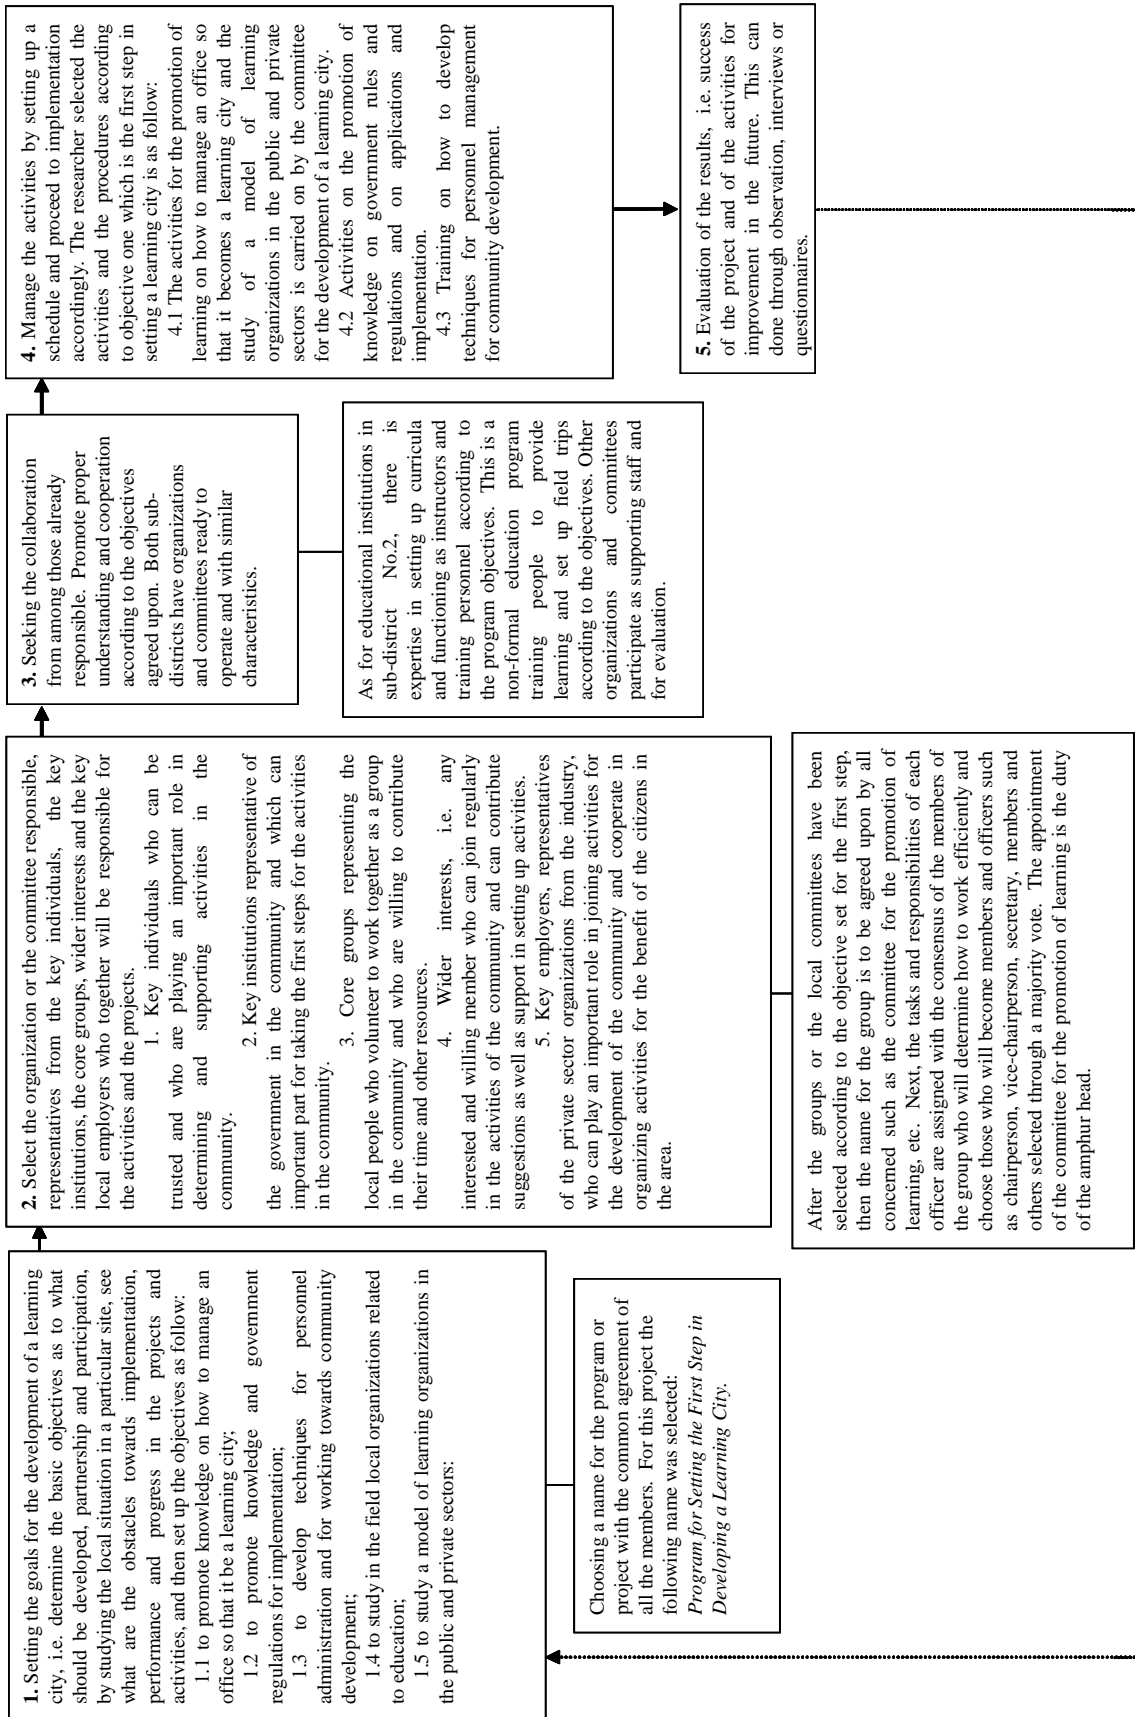 1. Setting the goals for the development of a learning
city, i.e. determine the basic objectives as to what
should be developed, partnership and participation,
by studying the local situation in a particular site, see
what are the obstacles towards implementation,
performance and progress in the projects and
activities, and then set up the objectives as follow:
1.1 to promote knowledge on how to manage an
office so that it be a learning city;
1.2 to promote knowledge and government
regulations for implementation;
1.3 to develop techniques for personnel
administration and for working towards community
development;
1.4 to study in the field local organizations related
to education;
1.5 to study a model of learning organizations in
the public and private sectors:
Choosing a name for the program or
project with the common agreement of
all the members. For this project the
following name was selected:
Program for Setting the First Step in
Developing a Learning City.
2. Select the organization or the committee responsible,
representatives from the key individuals, the key
institutions, the core groups, wider interests and the key
local employers who together will be responsible for
the activities and the projects.
1. Key individuals who can be
trusted and who are playing an important role in
determining and supporting activities in the
community.
2. Key institutions representative of
the government in the community and which can
important part for taking the first steps for the activities
in the community.
3. Core groups representing the
local people who volunteer to work together as a group
in the community and who are willing to contribute
their time and other resources.
4. Wider interests, i.e. any
interested and willing member who can join regularly
in the activities of the community and can contribute
suggestions as well as support in setting up activities.
5. Key employers, representatives
of the private sector organizations from the industry,
who can play an important role in joining activities for
the development of the community and cooperate in
organizing activities for the benefit of the citizens in
the area.
After the groups or the local committees have been
selected according to the objective set for the first step,
then the name for the group is to be agreed upon by all
concerned such as the committee for the promotion of
learning, etc. Next, the tasks and responsibilities of each
officer are assigned with the consensus of the members of
the group who will determine how to work efficiently and
choose those who will become members and officers such
as chairperson, vice-chairperson, secretary, members and
others selected through a majority vote. The appointment
of the committee for the promotion of learning is the duty
of the amphur head.
3. Seeking the collaboration
from among those already
responsible. Promote proper
understanding and cooperation
according to the objectives
agreed upon. Both sub-
districts have organizations
and committees ready to
operate and with similar
characteristics.
As for educational institutions in
sub-district No.2, there is
expertise in setting up curricula
and functioning as instructors and
training personnel according to
the program objectives. This is a
non-formal education program
training people to provide
learning and set up field trips
according to the objectives. Other
organizations and committees
participate as supporting staff and
for evaluation.
4. Manage the activities by setting up a
schedule and proceed to implementation
accordingly. The researcher selected the
activities and the procedures according
to objective one which is the first step in
setting a learning city is as follow:
4.1 The activities for the promotion of
learning on how to manage an office so
that it becomes a learning city and the
study of a model of learning
organizations in the public and private
sectors is carried on by the committee
for the development of a learning city.
4.2 Activities on the promotion of
knowledge on government rules and
regulations and on applications and
implementation.
4.3 Training on how to develop
techniques for personnel management
for community development.
5. Evaluation of the results, i.e. success
of the project and of the activities for
improvement in the future. This can
done through observation, interviews or
questionnaires.